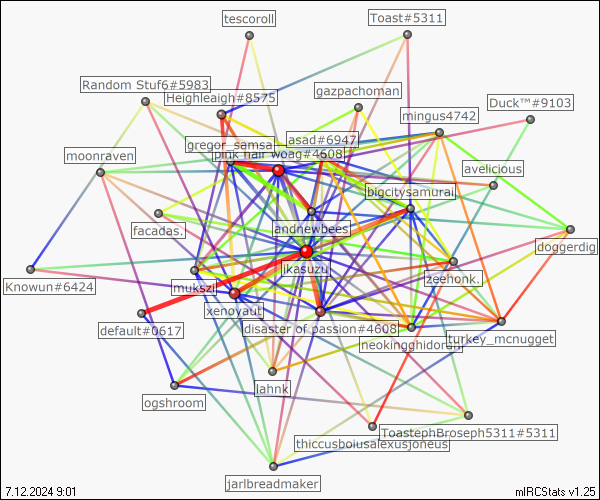 tescoroll
Toast#5311
Random Stuf6#5983
Heighleaigh#8575
gazpachoman
Duck™#9103
mingus4742
gregor_samsa
asad#6947
pink hair woag#4608
moonraven
avelicious
bigcitysamurai
facadas.
andnewbees
doggerdig
ikasuzu
zeehonk.
Knowun#6424
mukszi
xenoyaut
default#0617
disaster of passion#4608
neokingghidorah
turkey_mcnugget
lahnk
ogshroom
ToastephBroseph5311#5311
thiccusboiusalexusjoneus
jarlbreadmaker
7.12.2024 9:01
mIRCStats v1.25